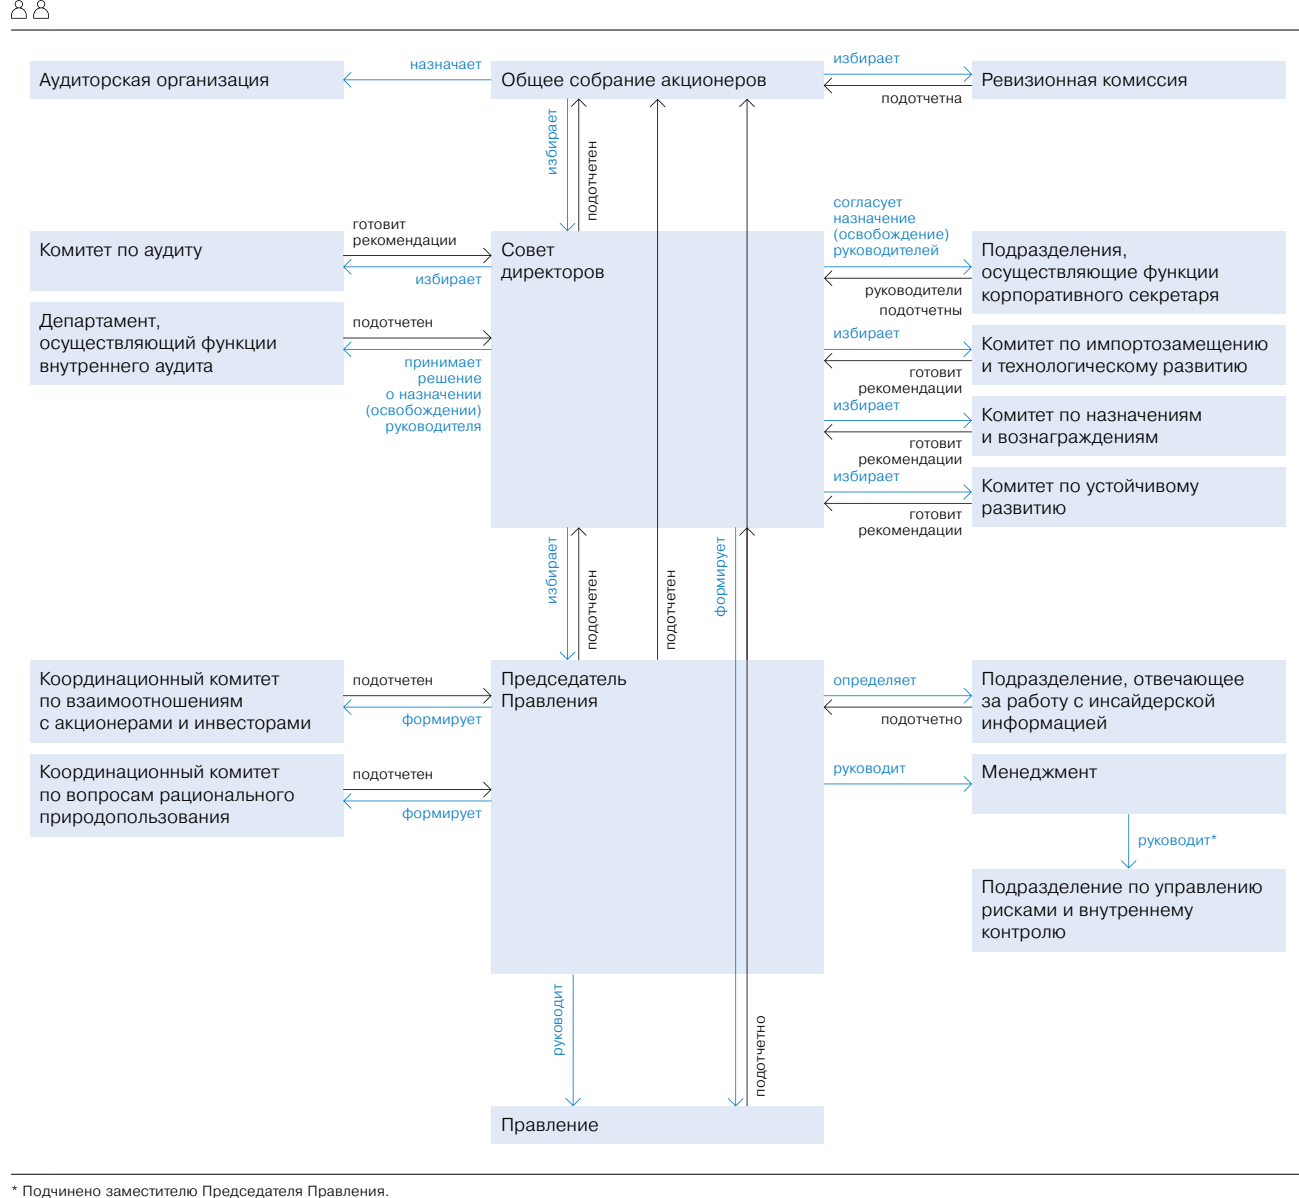 назначает
избирает
Аудиторская организация
Общее собрание акционеров
Ревизионная комиссия
подотчетна
избирает
подотчетен
готовит
рекомендации
Комитет по аудиту
избирает
Департамент,
осуществляющий функции
внутреннего аудита
подотчетен
принимает
решение
о назначении
(освобождении)
руководителя
Совет
директоров
согласует
назначение
(освобождение)
руководителей
Подразделения,
осуществляющие функции
корпоративного секретаря
руководители
подотчетны
избирает
Комитет по импортозамещению
и технологическому развитию
готовит
рекомендации
избирает
Комитет по назначениям
и вознаграждениям
готовит
рекомендации
избирает
Комитет по устойчивому
развитию
готовит
рекомендации
избирает
подотчетен
подотчетен
формирует
Координационный комитет
по взаимоотношениям
с акционерами и инвесторами
подотчетен
формирует
Координационный комитет
по вопросам рационального
природопользования
подотчетен
формирует
Председатель
Правления
определяет
Подразделение, отвечающее
за работу с инсайдерской
информацией
подотчетно
руководит
Менеджмент
руководит*
Подразделение по управлению
рисками и внутреннему
контролю
руководит
подотчетно
Правление
* Подчинено заместителю Председателя Правления.